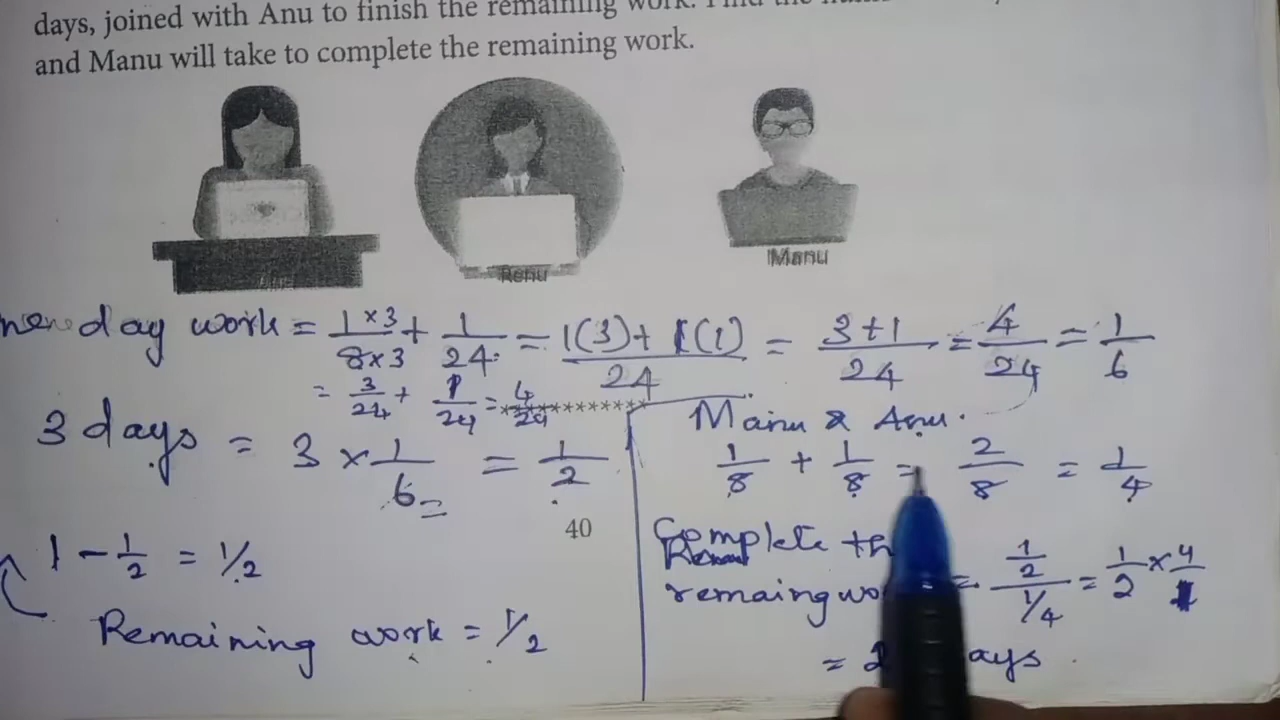 days, joined with Anu to finish the remaining work.
and Manu will take to complete the remaining work.
Renu
Manu
day work = 1×3/8×3 + 1/24 = 1(3)+ 1(1)/24 = 3+1/24 = 4/24 = 1/6
= 3/24 + 1/24 = 4/24
***********
3 days = 3 × 1/6 = 1/2
1 - 1/2 = 1/2
Remaining work = 1/2
40
Manu & Anu.
1/8 + 1/8 = 2/8 = 1/4
Complete
remaing = 1/2 / 1/4 = 1/2 × 4/1
= 2